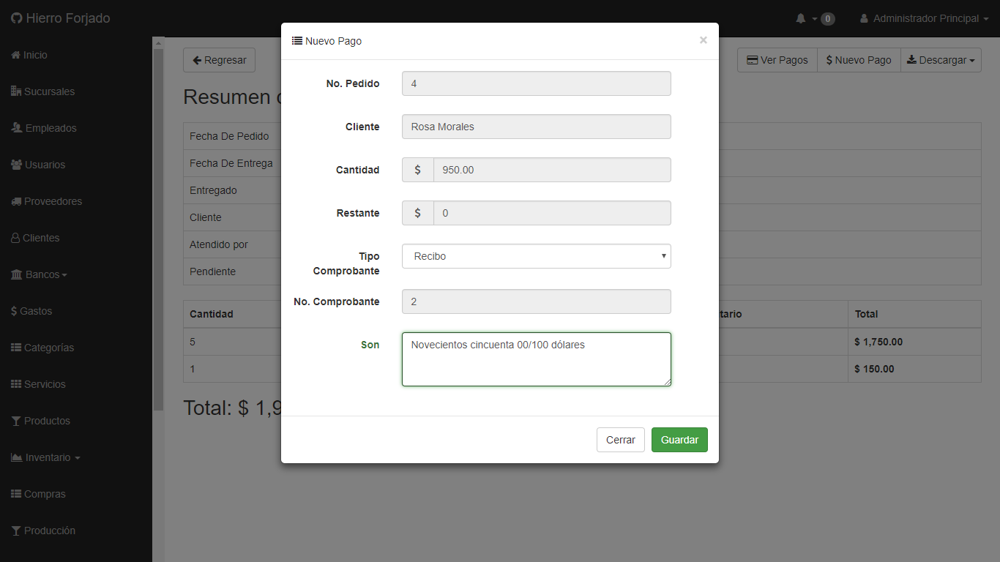 Hierro Forjado
0
Administrador Principal
Inicio
Sucursales
Empleados
Usuarios
Proveedores
Clientes
Bancos
$ Gastos
Categorías
Servicios
Productos
Inventario
Compras
Producción
Regresar
Ver Pagos
$ Nuevo Pago
Descargar
Resumen
Fecha De Pedido
Fecha De Entrega
Entregado
Cliente
Atendido por
Pendiente
Cantidad
Total
5
$ 1,750.00
1
$ 150.00
Total: $ 1,9
Nuevo Pago
×
No. Pedido
4
Cliente
Rosa Morales
Cantidad
$
950.00
Restante
$
0
Tipo
Comprobante
Recibo
No. Comprobante
2
Son
Novecientos cincuenta 00/100 dólares
Cerrar
Guardar